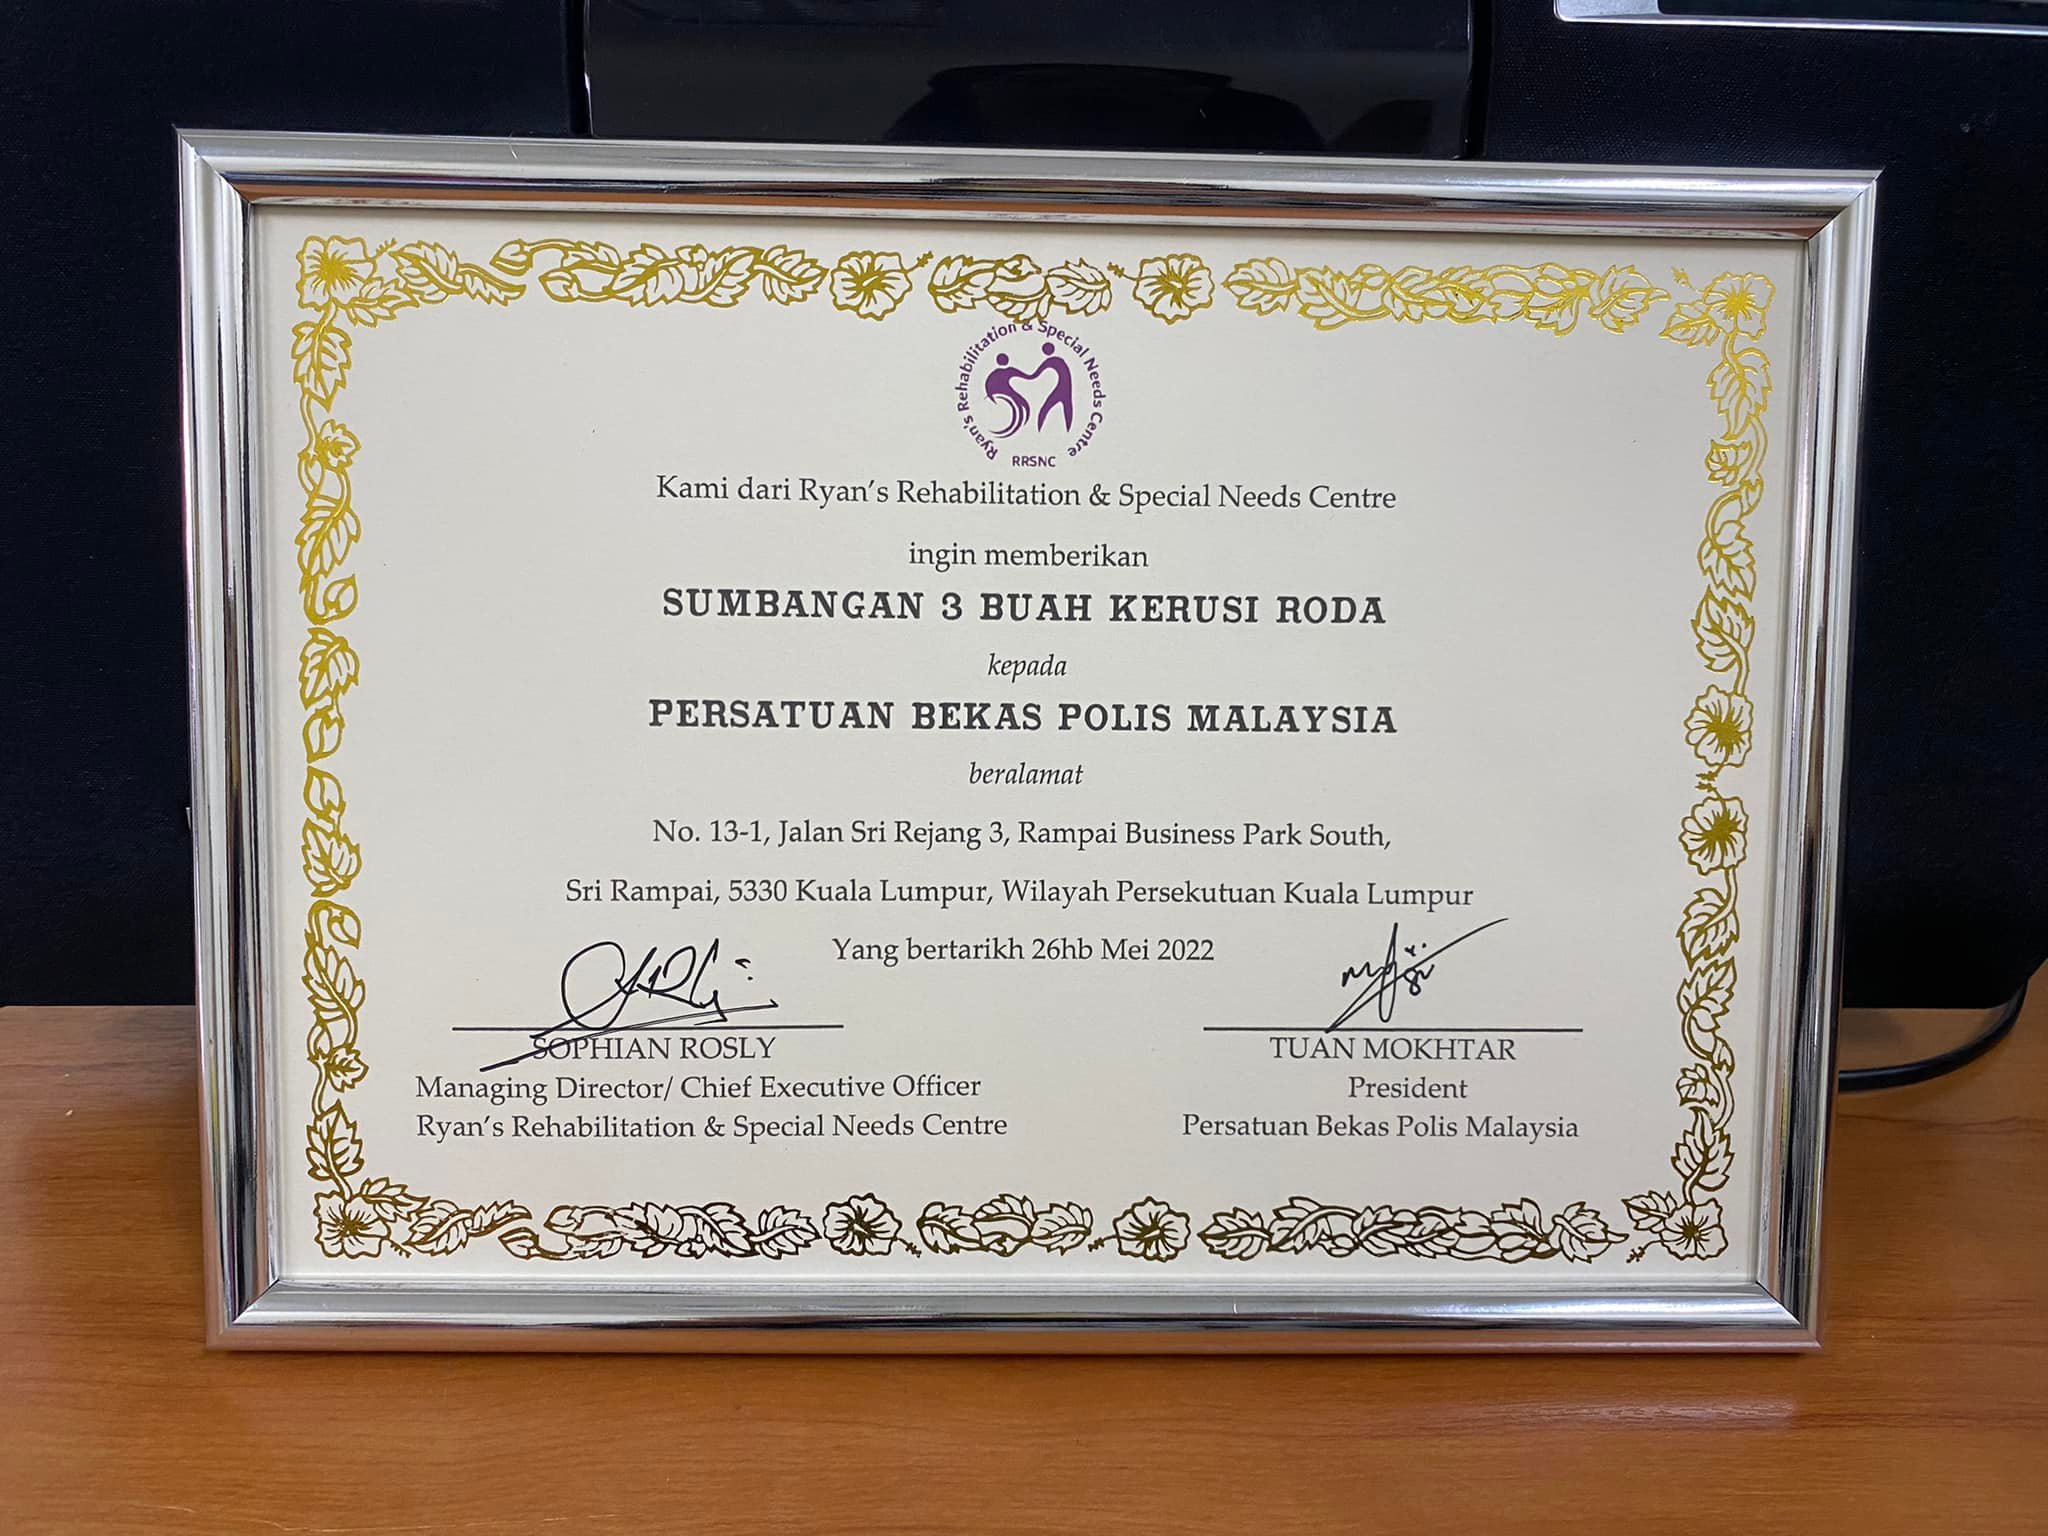 Ryan's Rehabilitation & Special Needs Centre
RRSNC
Kami dari Ryan's Rehabilitation & Special Needs Centre
ingin memberikan
SUMBANGAN 3 BUAH KERUSI RODA
kepada
PERSATUAN BEKAS POLIS MALAYSIA
beralamat
No. 13-1, Jalan Sri Rejang 3, Rampai Business Park South,
Sri Rampai, 5330 Kuala Lumpur, Wilayah Persekutuan Kuala Lumpur
Yang bertarikh 26hb Mei 2022
SOPHIAN ROSLY
Managing Director/ Chief Executive Officer
Ryan's Rehabilitation & Special Needs Centre
TUAN MOKHTAR
President
Persatuan Bekas Polis Malaysia